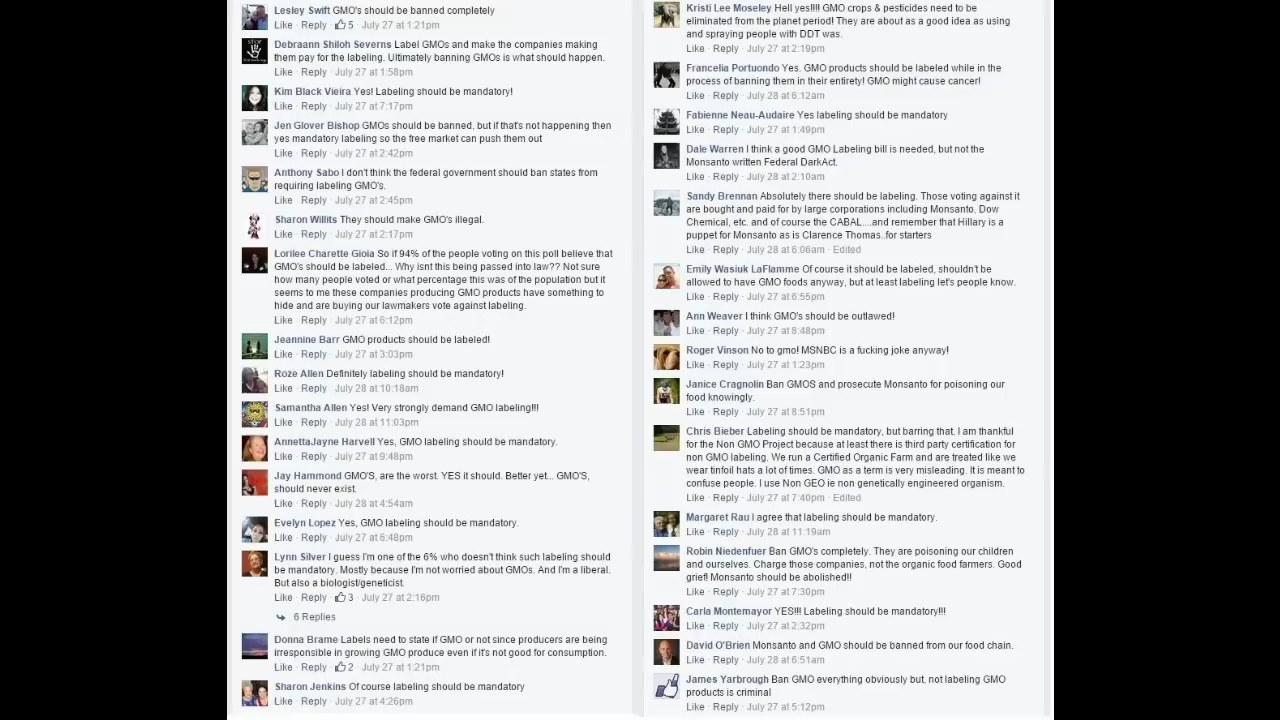 Lesley Swift GMO's should be banned completely
Like · Reply · 5 · July 27 at 1:21pm
STOP
Debraann Shiloh Severns Label GMOs and make the companies making
them pay for the labeling. Ultimately banning GMOs is what should happen.
Like · Reply · July 27 at 1:58pm
Kim Black Vieira Yes! Labeling should be mandatory!
Like · Reply · July 27 at 7:17pm
Jen Glover Bishop GMOs should be banned, but if that's not happening then
yes mandatory labeling so the free market can push them out
Like · Reply · July 27 at 2:42pm
Anthony Sabo I don't think the federal government should ban states from
requiring labeling GMO's.
Like · Reply · July 27 at 2:45pm
Sharon Willits They should make GMO's illegal.
Like · Reply · July 27 at 2:17pm
Lorilee Charette Gioia So if 94% of the people voting on this poll believe that
GMO's should be labeled... Why isnt this being passed into law?? Not sure
how many people voted or what percentage this was of the population but it
seems to me these companies producing GMO products have something to
hide and are buying our lawmakers vote against labeling.
Like · Reply · July 27 at 6:12pm
Jeannine Barr GMO products should be labeled!
Like · Reply · July 27 at 3:03pm
Roze Allen Definitely labeling should be mandatory!
Like · Reply · July 28 at 10:18am
Samantha Allen Yes! Very strongly demand GMO labeling!!!
Like · Reply · July 28 at 11:03pm
AnnettaJayne Harvell Yes, GMO labeling should be mandatory.
Like · Reply · July 27 at 9:48pm
Jay Hammond GMO'S, are the worst. YES it should. Better yet... GMO'S,
should never exist.
Like · Reply · July 28 at 4:54am
Evelyn Lopez Yes, GMO labeling should be mandatory.
Like · Reply · July 27 at 8:48pm
Lynn Silver I guess I'm one of the 6% who doesn't think such labeling should
be mandatory. Mostly because I'm not worried about GMOs. And I'm a liberal.
But also a biologist/geneticist.
Like · Reply · 3 · July 27 at 2:16pm
6 Replies
Donna Brame Labels need to state if GMO or not since producers are being
irresponsible in growing GMO produce even if it's not good for consumption.
Like · Reply · 2 · July 27 at 1:21pm
Sharon Jenkins Of course labeling should be mandatory
Like · Reply · July 27 at 4:26pm
Kristi Lee Moseley Hell yes!!!! GMO crops & pesticides need to be
eliminated from the planet period! They are about as a good idea as using
and spraying people with DDT was.
Like · Reply · July 27 at 2:19pm
Francelia Portuondo Yes, GMO products should be labeled while in the
process of banning them in their entirety! GMO might cause cancer!
Like · Reply · July 28 at 6:12am
Fabienne Neau-Audaire Yes labeling should be mandatory
Like · Reply · July 27 at 1:49pm
Dale Warren I think a good GMO Labeling bill is needed, but not the
Monsanto written Federal DarkAct.
Like · Reply · July 28 at 2:10am
Sandy Brennan Absolutely there should be labeling. Those voting against it
are bought and paid for by large corporations including Monsanto, Dow
Chemical, etc. and of course the CABAL....and remember that Hillary is a
puppet for Monsanto as is Clarence Thomas..for starters
Like · Reply · July 28 at 6:06am · Edited
Emily Wasiuk LaFlamme Of course it should be labeled, shouldn't be
allowed to have GMO foods anyway, but at least labeling let's people know.
Like · Reply · July 27 at 6:55pm
Ann Weaver I think GMO's should be outlawed!
Like · Reply · July 27 at 8:48pm
Roger Vinson No to gmo! MSNBC is a fucking joke anyway!
Like · Reply · July 27 at 1:23pm
Janice Cragnolin Ban GMOS and prosecute Monsanto for poisoning our
food knowingly.
Like · Reply · July 27 at 8:51pm
Chris Bieber Labeling should be mandatory, but barring that, I am thankful
for the Non GMO Project because at least there is third party certification for
non GMO labeling. We run a Certified Organic Farm and are treated like we
wear tinfoil hats a lot of times. GMO as a term is very misleading. It is meant to
confuse people. I use Non GEO ie non genetically engineered organism.
Like · Reply · July 27 at 7:40pm · Edited
Margaret Rau I agree that labeling should be mandatory.
Like · Reply · July 28 at 11:19am
Robin Niedenfuer Ban GMO's completely. They are poisoning our children
and ourselves. Charge those companies, not the organic food farmers. Good
grief! Monsanto should be abolished!!
Like · Reply · July 27 at 7:30pm
Carla Montemayor YES!!! Labeling should be mandatory!!!
Like · Reply · July 27 at 2:32pm
David O'Brien Monsanto and GMO should be banned from our food chain.
Like · Reply · July 28 at 6:51am
James Yarbrough Ban GMO everything obviously but, not labeling GMO
products is criminal
Like · Reply · July 27 at 5:12pm